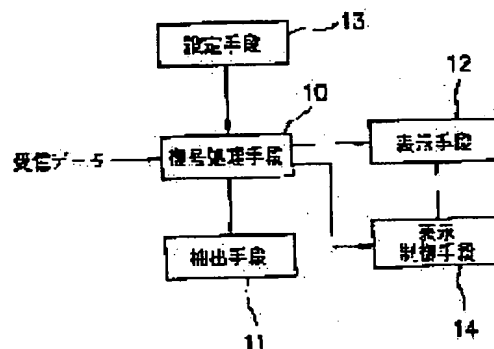 13
設定手段
10
12
受信データ
復号処理手段
表示手段
抽出手段
表示
制御手段
11
14